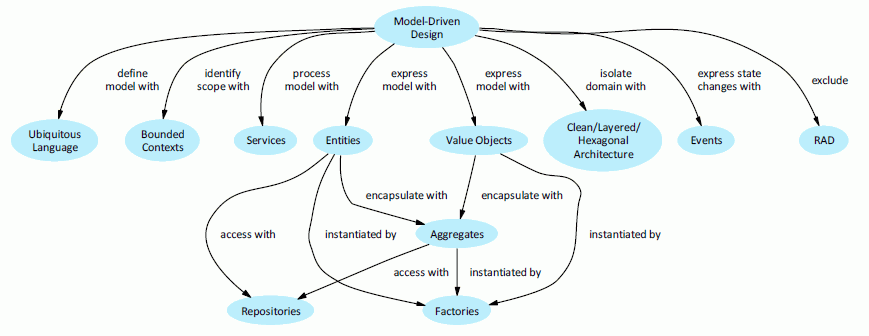 Model-Driven
Design
define
model with
identify
scope with
process
model with
express
model with
express
model with
isolate
domain with
express state
changes with
exclude
Ubiquitous
Language
Bounded
Contexts
Services
Entities
Value Objects
Clean/Layered/
Hexagonal
Architecture
Events
RAD
encapsulate with
encapsulate with
access with
instantiated by
Aggregates
instantiated by
access with
instantiated by
Repositories
Factories